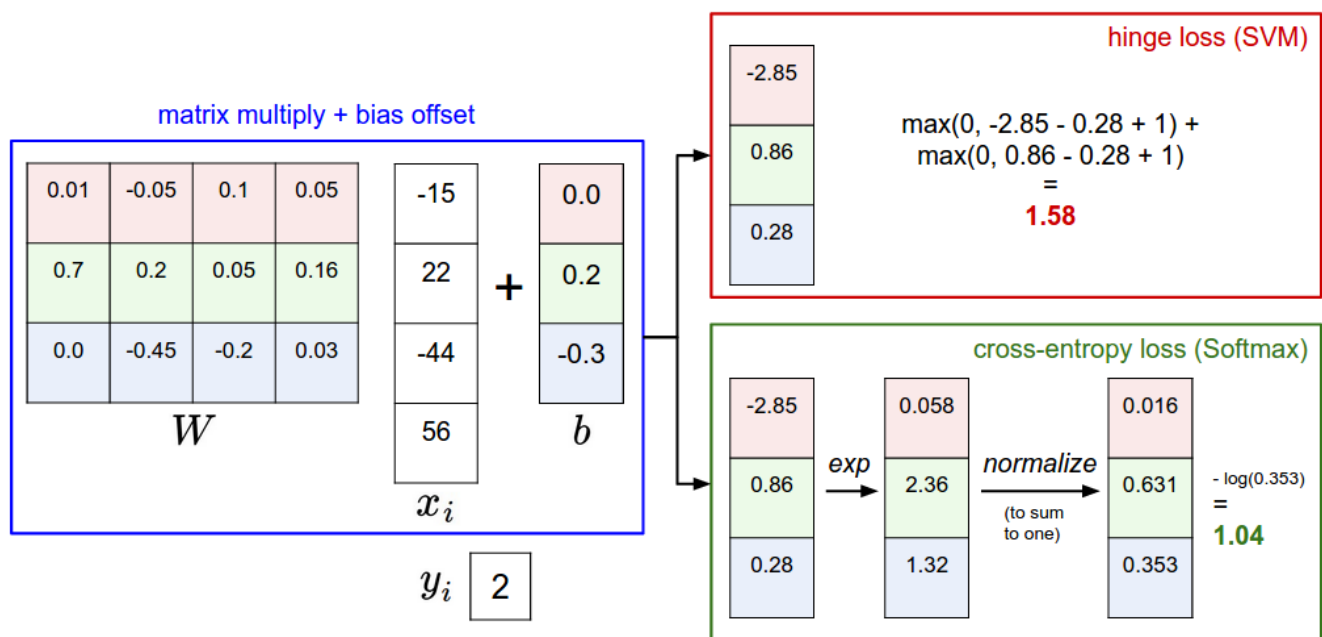 matrix multiply + bias offset
0.01 -0.05 0.1 0.05
0.7 0.2 0.05 0.16
0.0 -0.45 -0.2 0.03
W
-15
22
-44
56
x_i
+
0.0
0.2
-0.3
b
y_i 2
hinge loss (SVM)
-2.85
0.86
0.28
max(0, -2.85 - 0.28 + 1) +
max(0, 0.86 - 0.28 + 1)
=
1.58
cross-entropy loss (Softmax)
-2.85
0.86
0.28
exp
0.058
2.36
1.32
normalize
(to sum
to one)
0.016
0.631
0.353
- log(0.353)
=
1.04